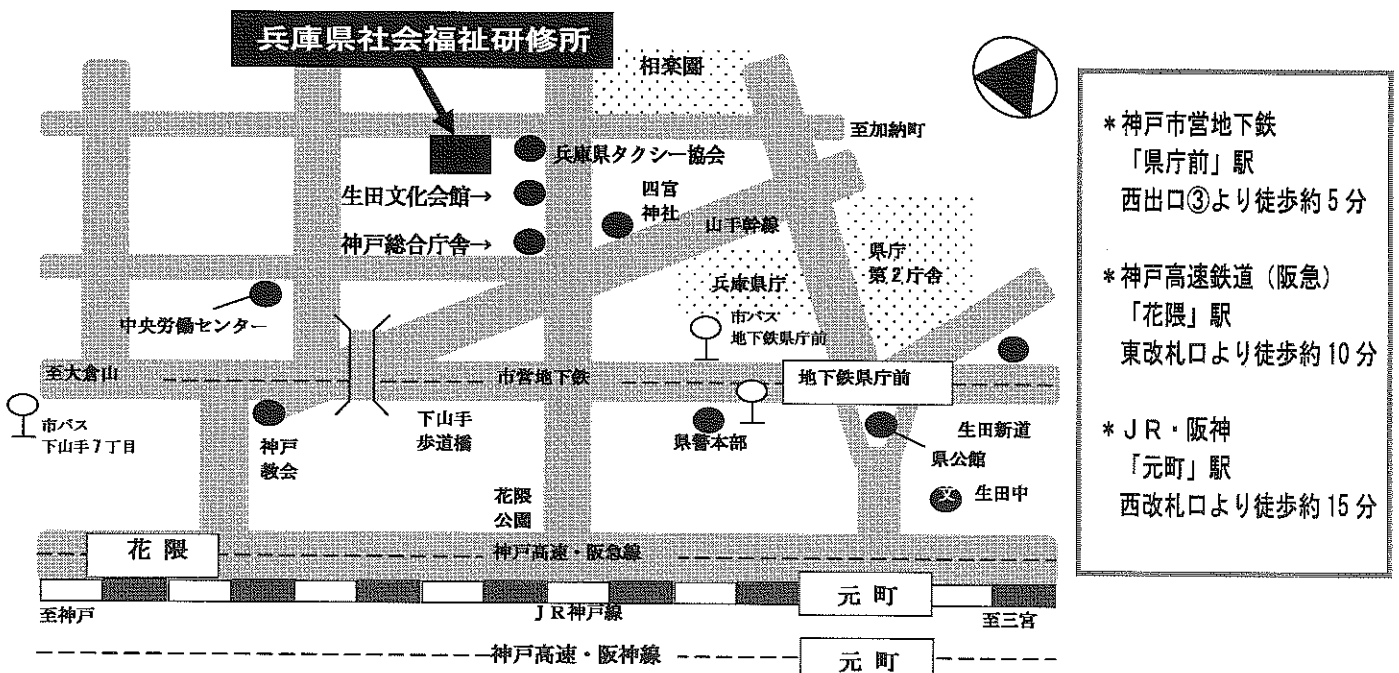 兵庫県社会福祉研修所
相楽園
至加納町
兵庫県タクシー協会
生田文化会館→
四宮
神社
神戸総合庁舎→
山手幹線
県庁
第2庁舎
兵庫県庁
中央労働センター
市バス
地下鉄県庁前
至大倉山
市営地下鉄
地下鉄県庁前
市バス
下山手7丁目
神戸
教会
下山手
歩道橋
県警本部
生田新道
県公館
文
生田中
花隈
公園
花隈
神戸高速・阪急線
元町
至神戸
JR神戸線
至三宮
神戸高速・阪神線
元町
*神戸市営地下鉄
「県庁前」駅
西出口③より徒歩約5分
*神戸高速鉄道(阪急)
「花隈」駅
東改札口より徒歩約10分
*JR・阪神
「元町」駅
西改札口より徒歩約15分